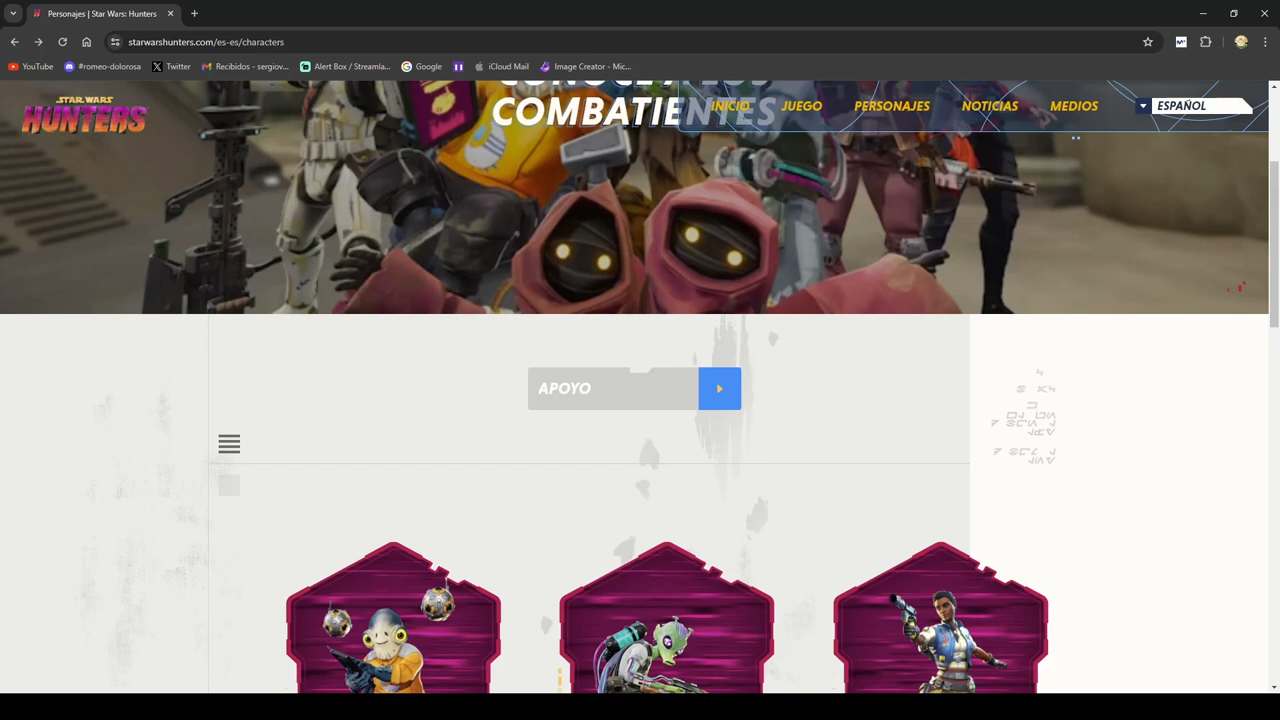 Personajes | Star Wars: Hunters
starwarshunters.com/es-es/characters
YouTube
#romeo-dolorosa
Twitter
Recibidos - sergiov...
Alert Box / Streamla...
Google
iCloud Mail
Image Creator - Mic...
STAR WARS
HUNTERS
COMBATIENTES
INICIO
JUEGO
PERSONAJES
NOTICIAS
MEDIOS
ESPAÑOL
APOYO